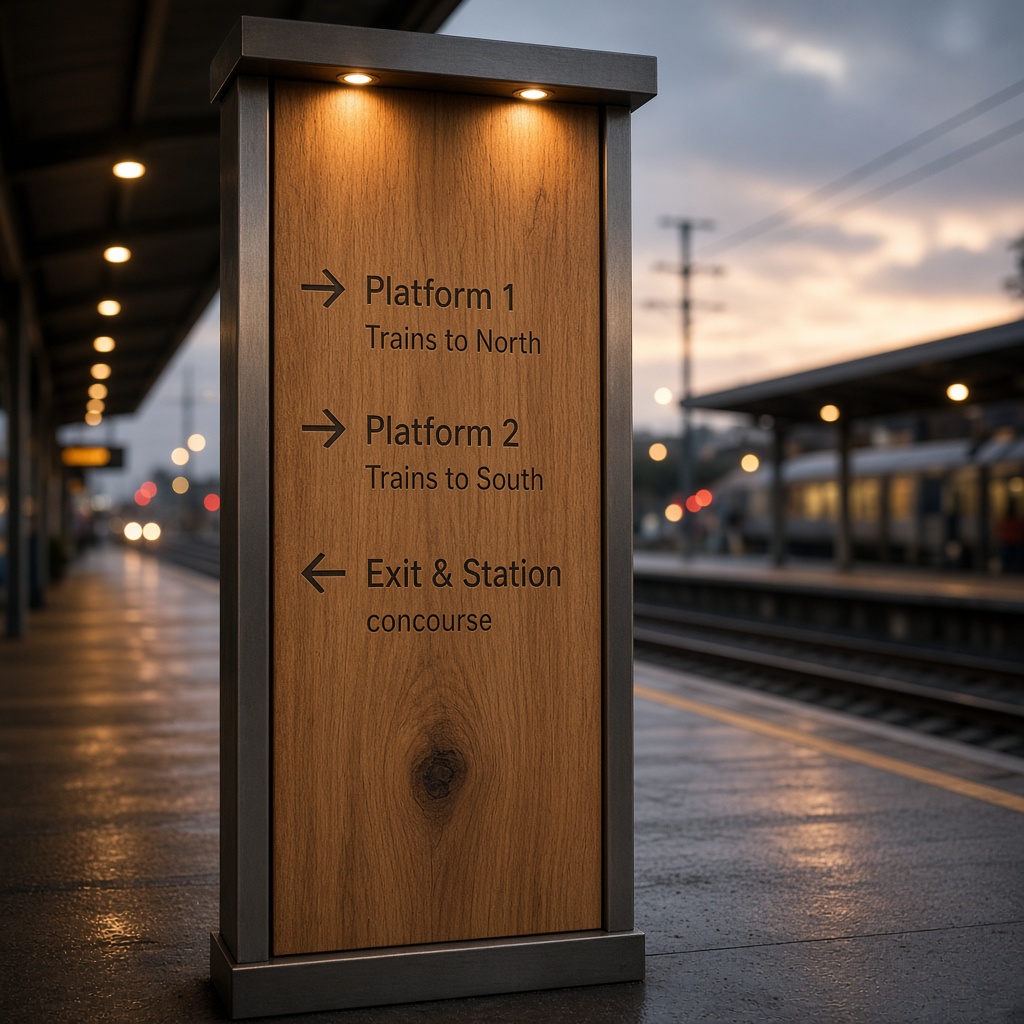 → Platform 1
Trains to North
→ Platform 2
Trains to South
← Exit & Station
concourse